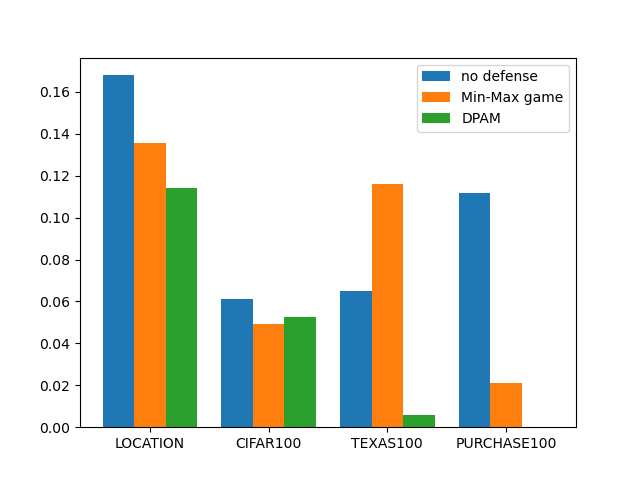 no defense
Min-Max game
DPAM
0.16
0.14
0.12
0.10
0.08
0.06
0.04
0.02
0.00
LOCATION CIFAR100 TEXAS100 PURCHASE100